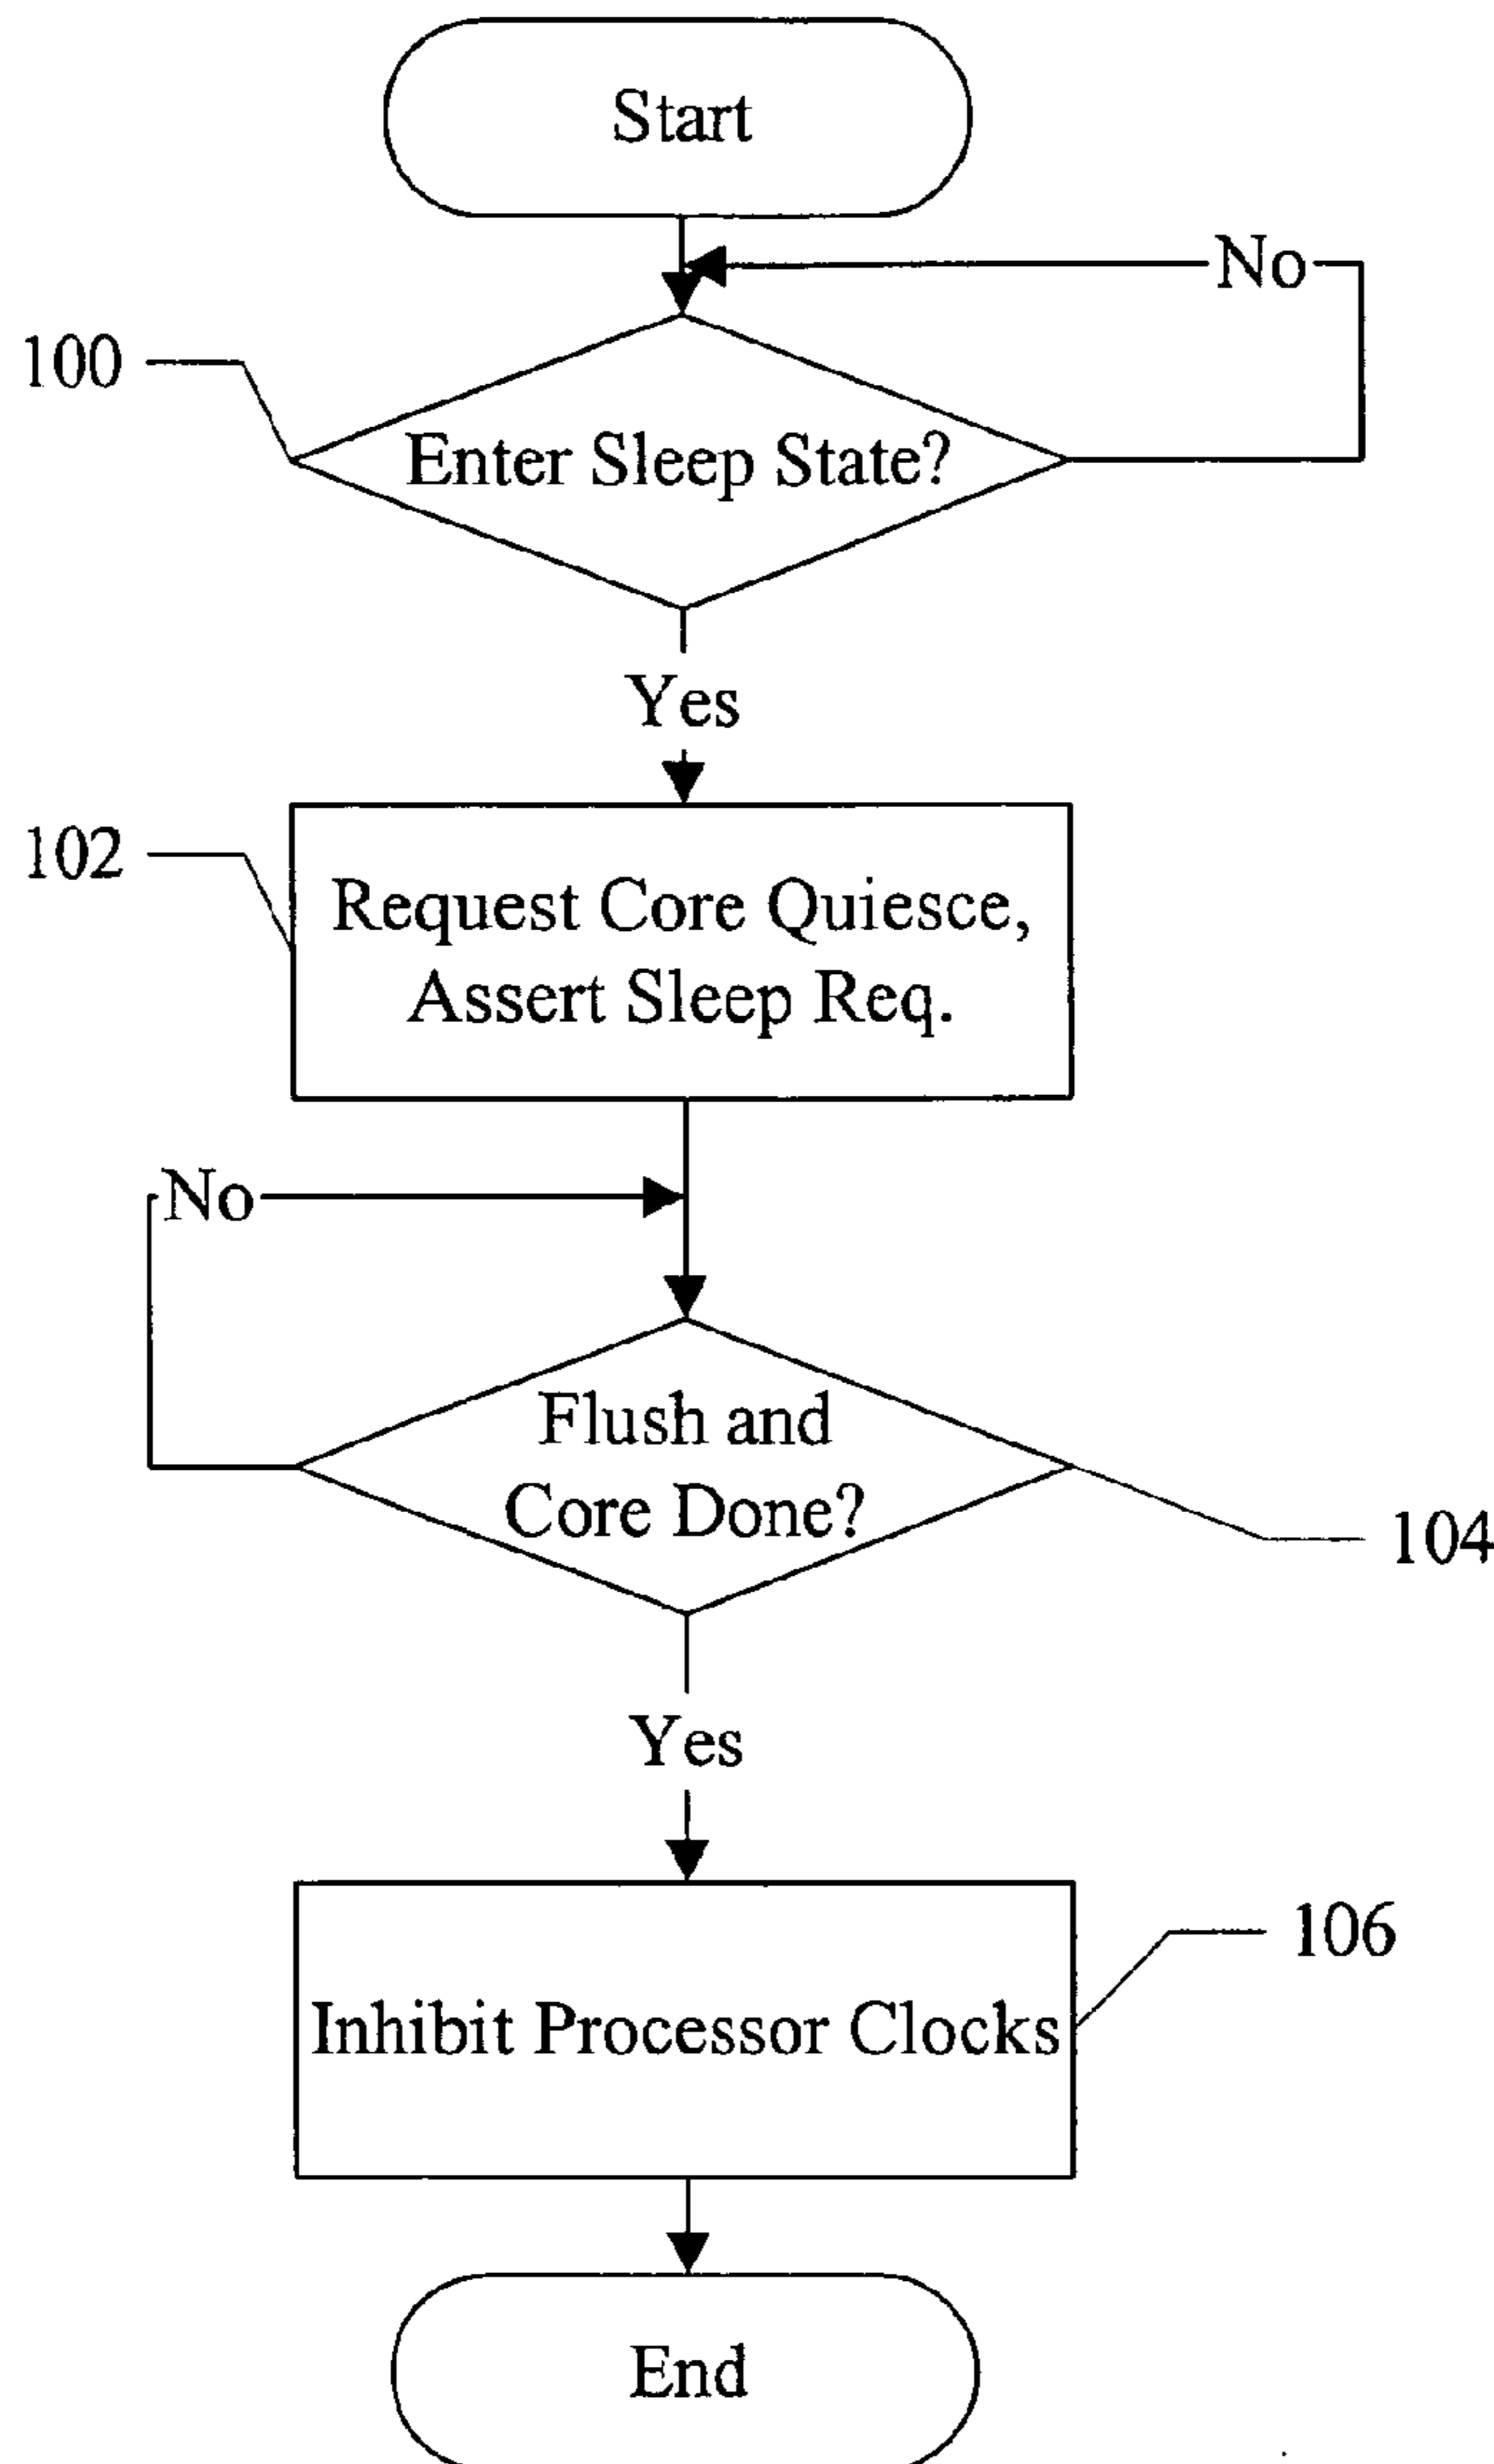 Start
No
100
Enter Sleep State?
Yes
102
Request Core Quiesce,
Assert Sleep Req.
No
Flush and
Core Done?
104
Yes
106
Inhibit Processor Clocks
End